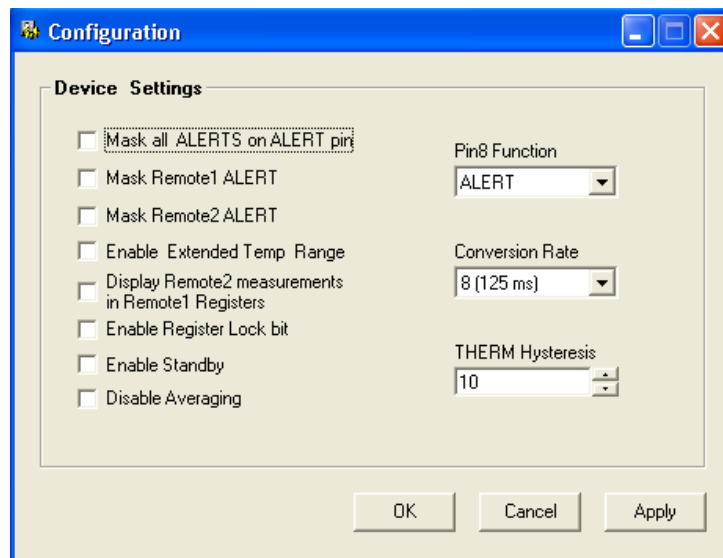 Configuration
Device Settings
Mask all ALERTS on ALERT pin
Mask Remote1 ALERT
Mask Remote2 ALERT
Enable Extended Temp Range
Display Remote2 measurements
in Remote1 Registers
Enable Register Lock bit
Enable Standby
Disable Averaging
Pin8 Function
ALERT
Conversion Rate
8 (125 ms)
THERM Hysteresis
10
OK
Cancel
Apply